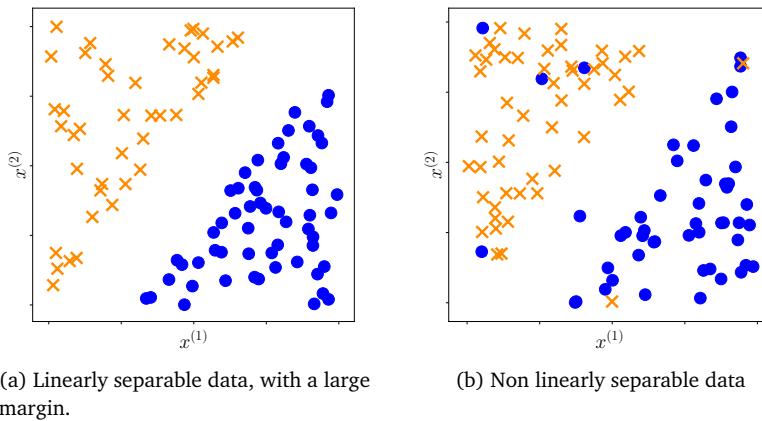 x(2)
x(1)
x(2)
x(1)
(a) Linearly separable data, with a large
margin.
(b) Non linearly separable data